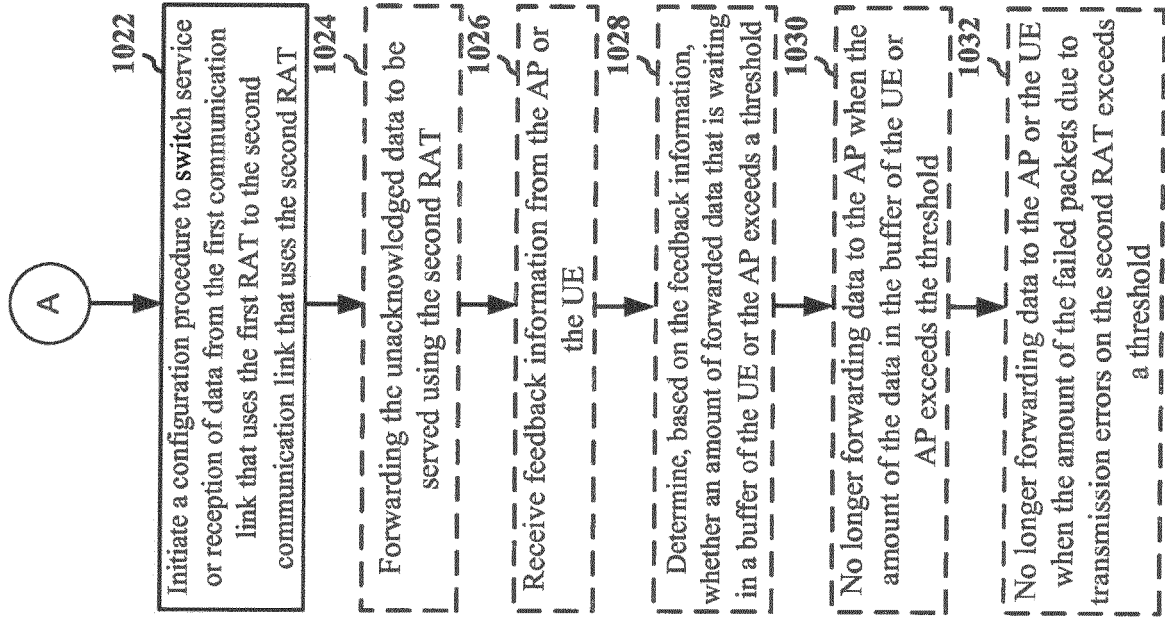 A
1022
Initiate a configuration procedure to switch service
or reception of data from the first communication
link that uses the first RAT to the second
communication link that uses the second RAT
1024
Forwarding the unacknowledged data to be
served using the second RAT
1026
Receive feedback information from the AP or
the UE
1028
Determine, based on the feedback information,
whether an amount of forwarded data that is waiting
in a buffer of the UE or the AP exceeds a threshold
1030
No longer forwarding data to the AP when the
amount of the data in the buffer of the UE or
AP exceeds the threshold
1032
No longer forwarding data to the AP or the UE
when the amount of the failed packets due to
transmission errors on the second RAT exceeds
a threshold